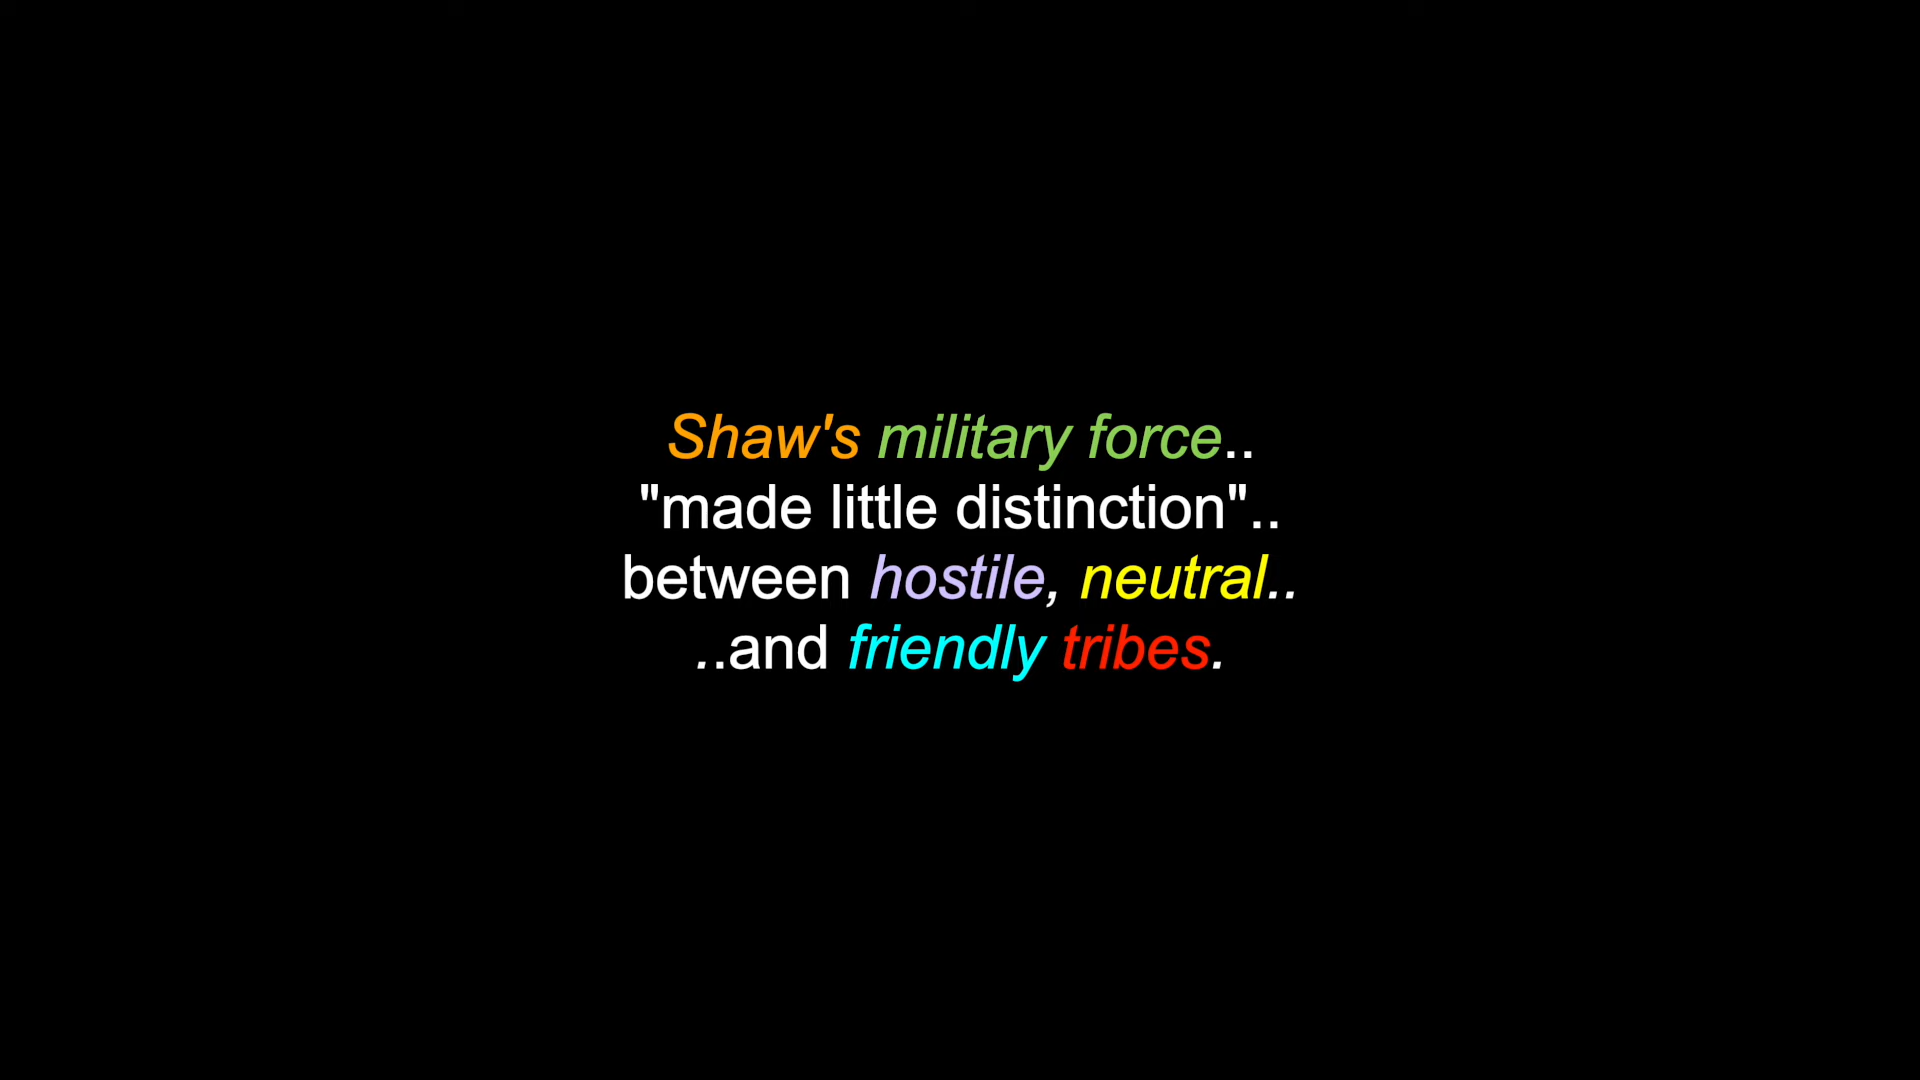 Shaw's military force..
"made little distinction"..
between hostile, neutral..
..and friendly tribes.